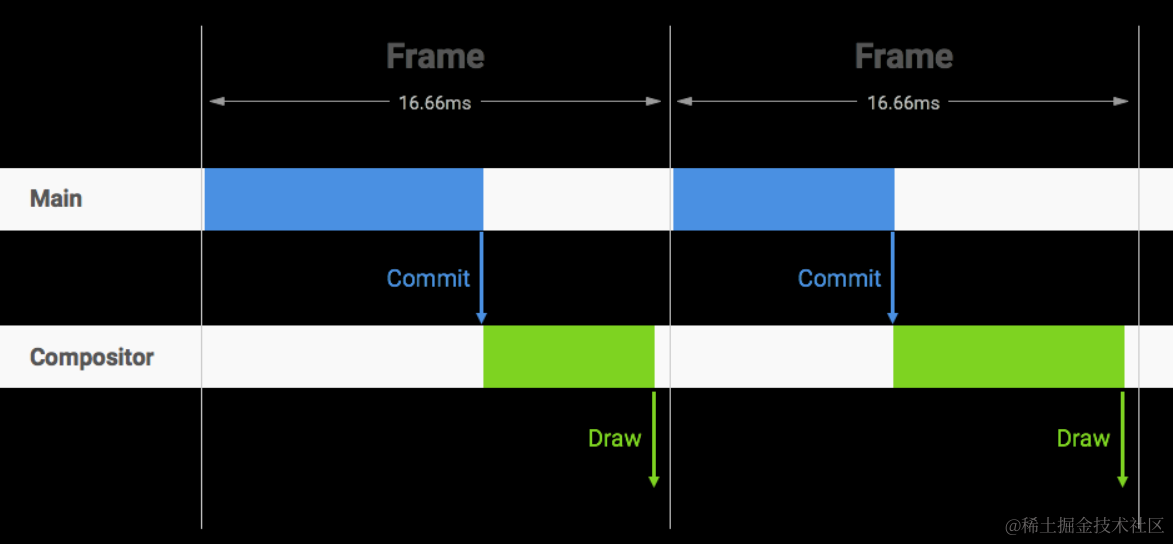 Frame Frame
16.66ms 16.66ms
Main
Commit Commit
Compositor
Draw Draw
@稀土掘金技术社区